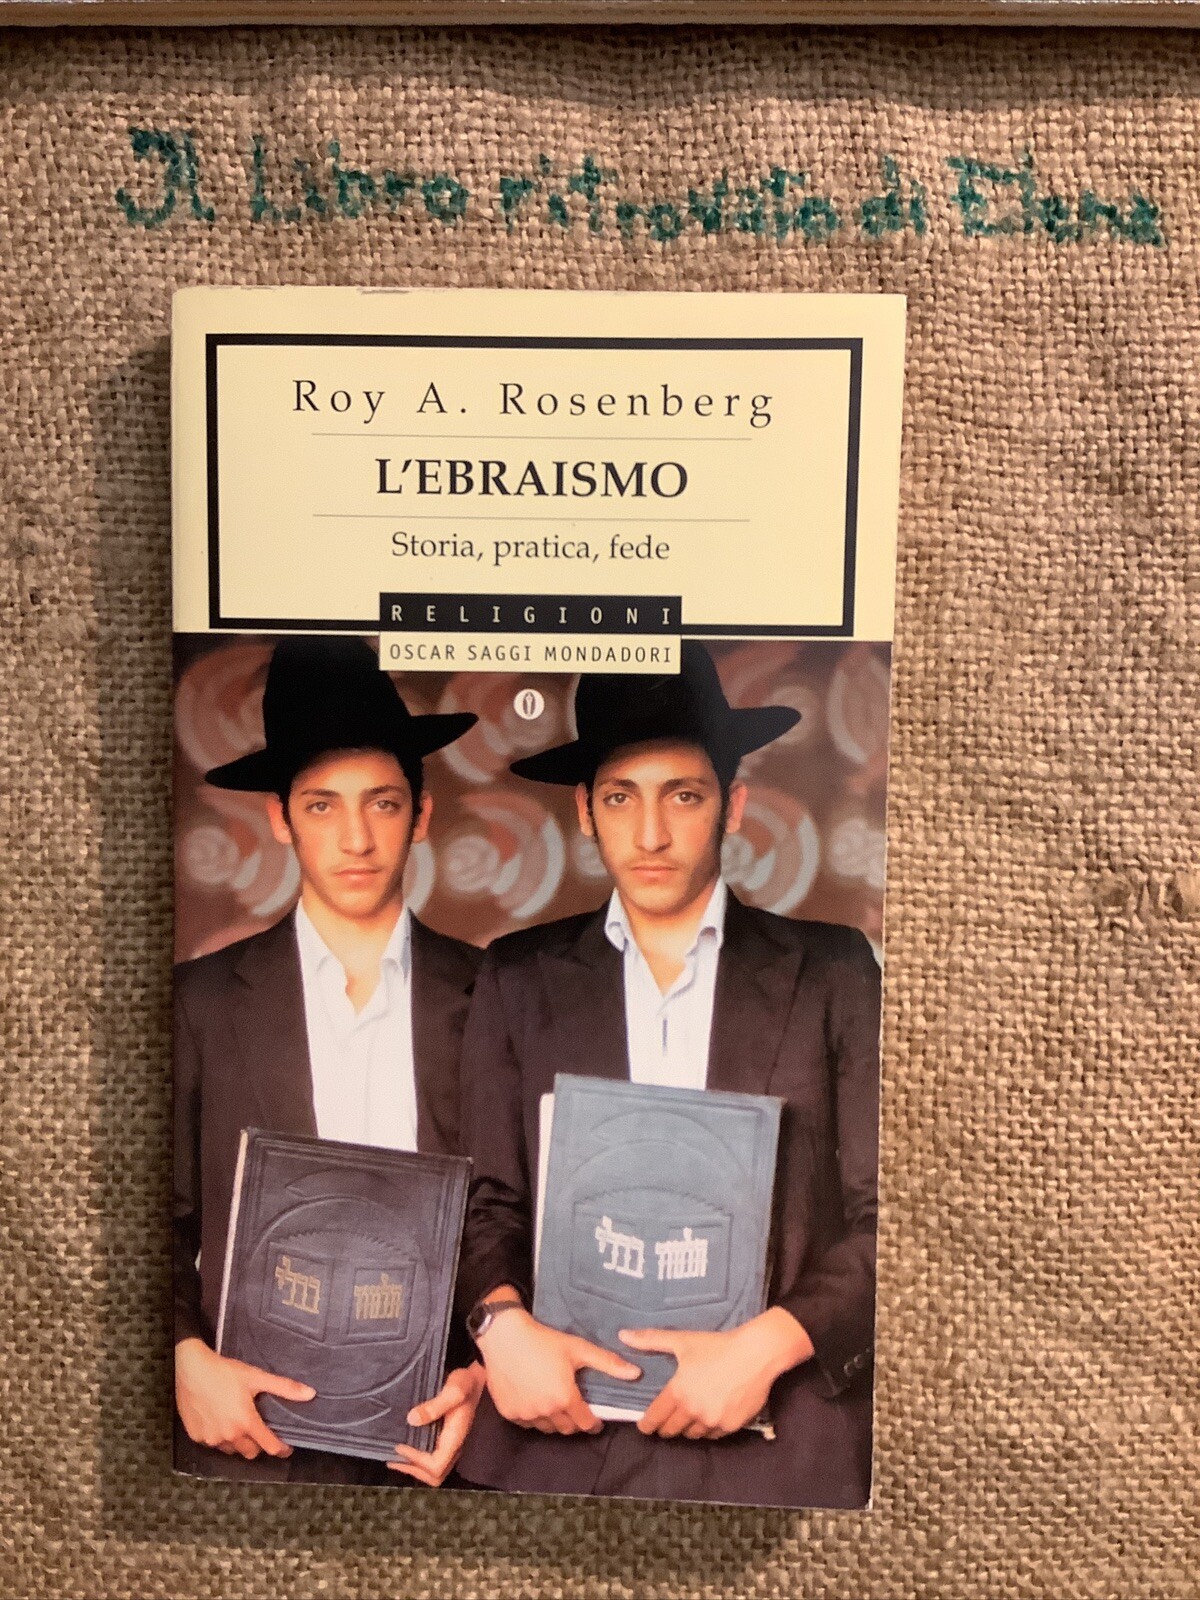 Il Libro ritrovato di Elena
Roy A. Rosenberg
L'EBRAISMO
Storia, pratica, fede
RELIGIONI
OSCAR SAGGI MONDADORI
תלמוד בבלי
תלמוד בבלי